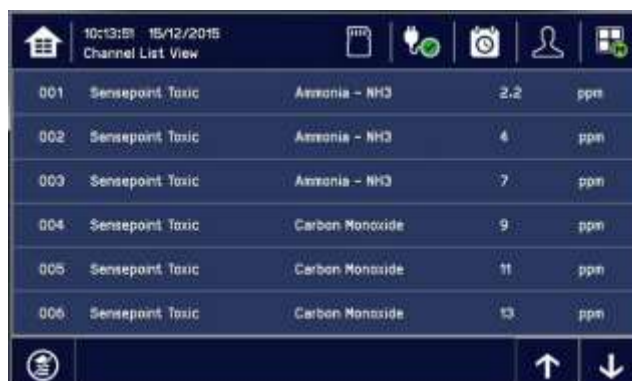 10:13:51 15/12/2015
Channel List View
001 Sensepoint Toxic Ammonia - NH3 2.2 ppm
002 Sensepoint Toxic Ammonia - NH3 4 ppm
003 Sensepoint Toxic Ammonia - NH3 7 ppm
004 Sensepoint Toxic Carbon Monoxide 9 ppm
005 Sensepoint Toxic Carbon Monoxide 11 ppm
006 Sensepoint Toxic Carbon Monoxide 13 ppm